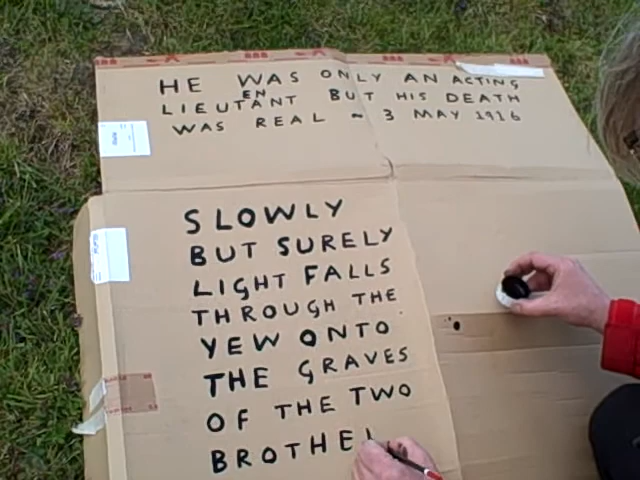 HE WAS ONLY AN ACTING
EN
LIEUTANT BUT HIS DEATH
WAS REAL ~ 3 MAY 1916
SLOWLY
BUT SURELY
LIGHT FALLS
THROUGH THE
YEW ONTO
THE GRAVES
OF THE TWO
BROTHE